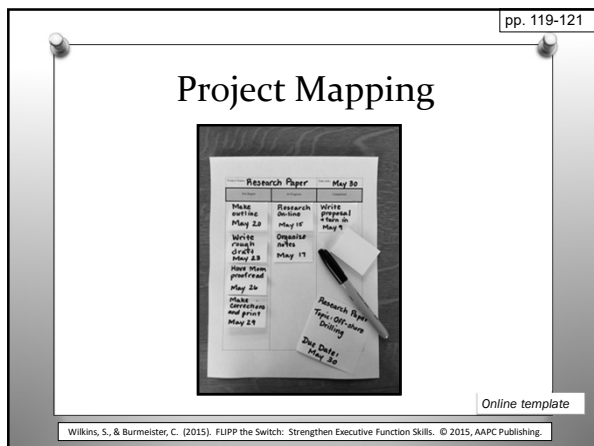 pp. 119-121
Project Mapping
Research Paper
May 30
Make
outline
May 20
Write
rough
draft
May 23
Have Mom
proofread
May 26
Make
corrections
and print
May 29
Research
On-line
May 15
Organize
notes
May 17
Write
proposal
+ turn in
May 9
Research Paper
Topic: Off-shore
Drilling
Due Date:
May 30
Online template
Wilkins, S., & Burmeister, C. (2015). FLIPP the Switch: Strengthen Executive Function Skills. © 2015, AAPC Publishing.